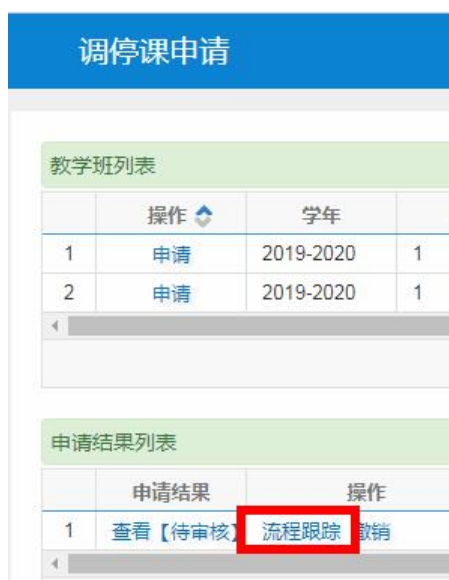 调停课申请
教学班列表
操作 学年
1 申请 2019-2020 1
2 申请 2019-2020 1
申请结果列表
申请结果 操作
1 查看【待审核】 流程跟踪 撤销